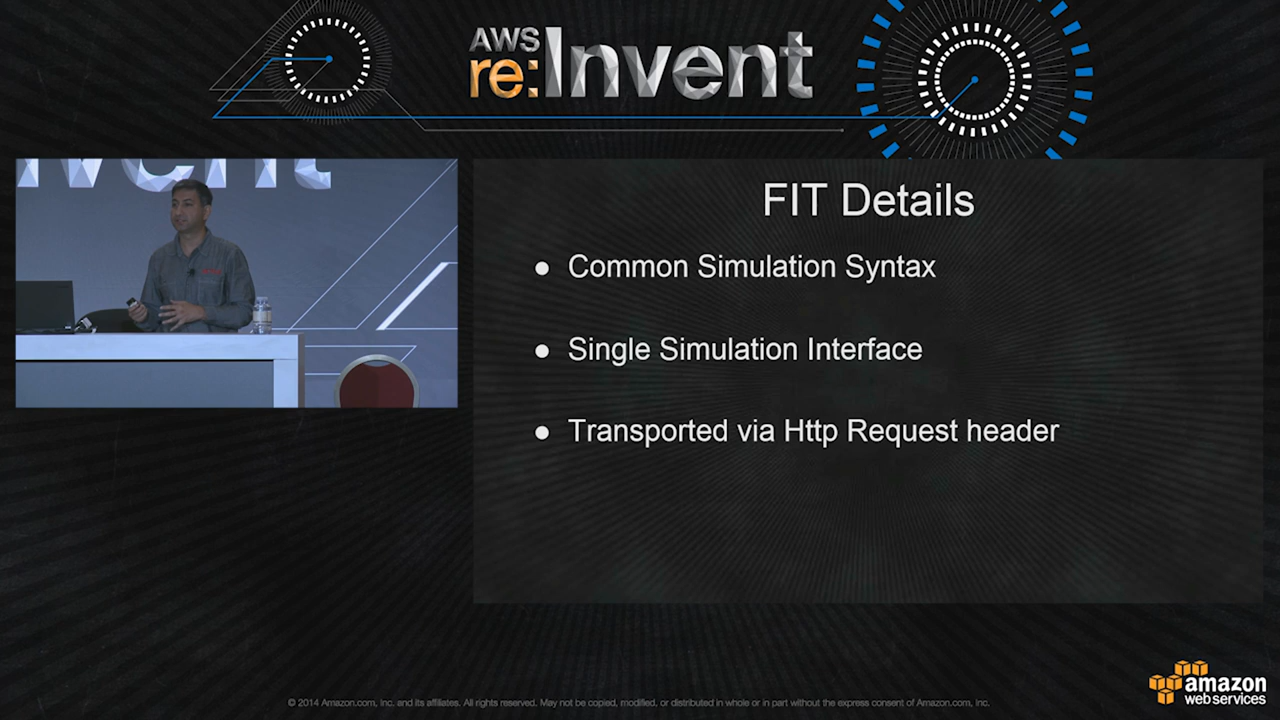 AWS
re:Invent
FIT Details
● Common Simulation Syntax
● Single Simulation Interface
● Transported via Http Request header
© 2014 Amazon.com, Inc. and its affiliates. All rights reserved. May not be copied, modified, or distributed in whole or in part without the express consent of Amazon.com, Inc.
amazon
web services